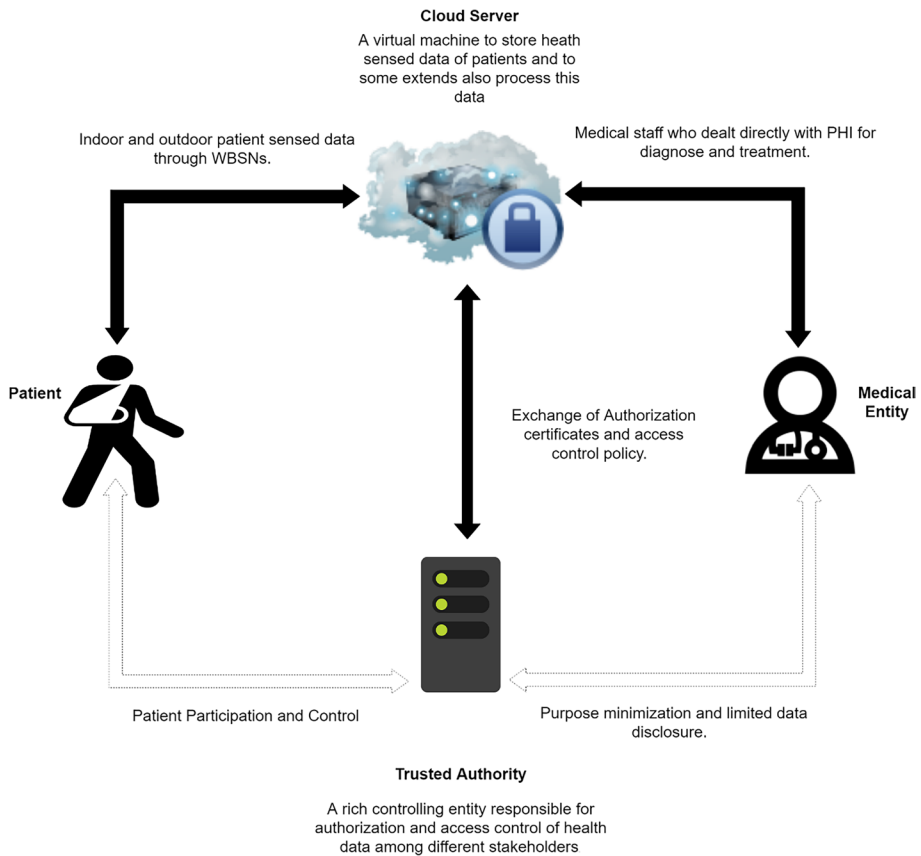 Cloud Server
A virtual machine to store heath
sensed data of patients and to
some extends also process this
data
Indoor and outdoor patient sensed data
through WBSNs.
Medical staff who dealt directly with PHI for
diagnose and treatment.
Patient
Medical
Entity
Exchange of Authorization
certificates and access
control policy.
Patient Participation and Control
Purpose minimization and limited data
disclosure.
Trusted Authority
A rich controlling entity responsible for
authorization and access control of health
data among different stakeholders